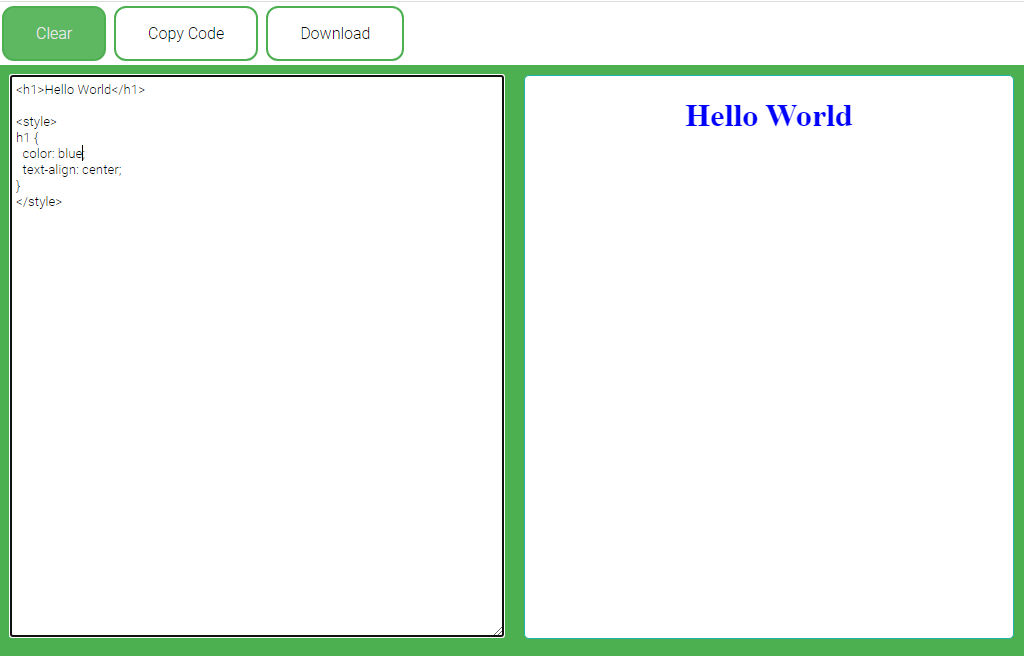 Clear
Copy Code
Download
<h1>Hello World</h1>
<style>
h1 {
  color: blue;
  text-align: center;
}
</style>
Hello World